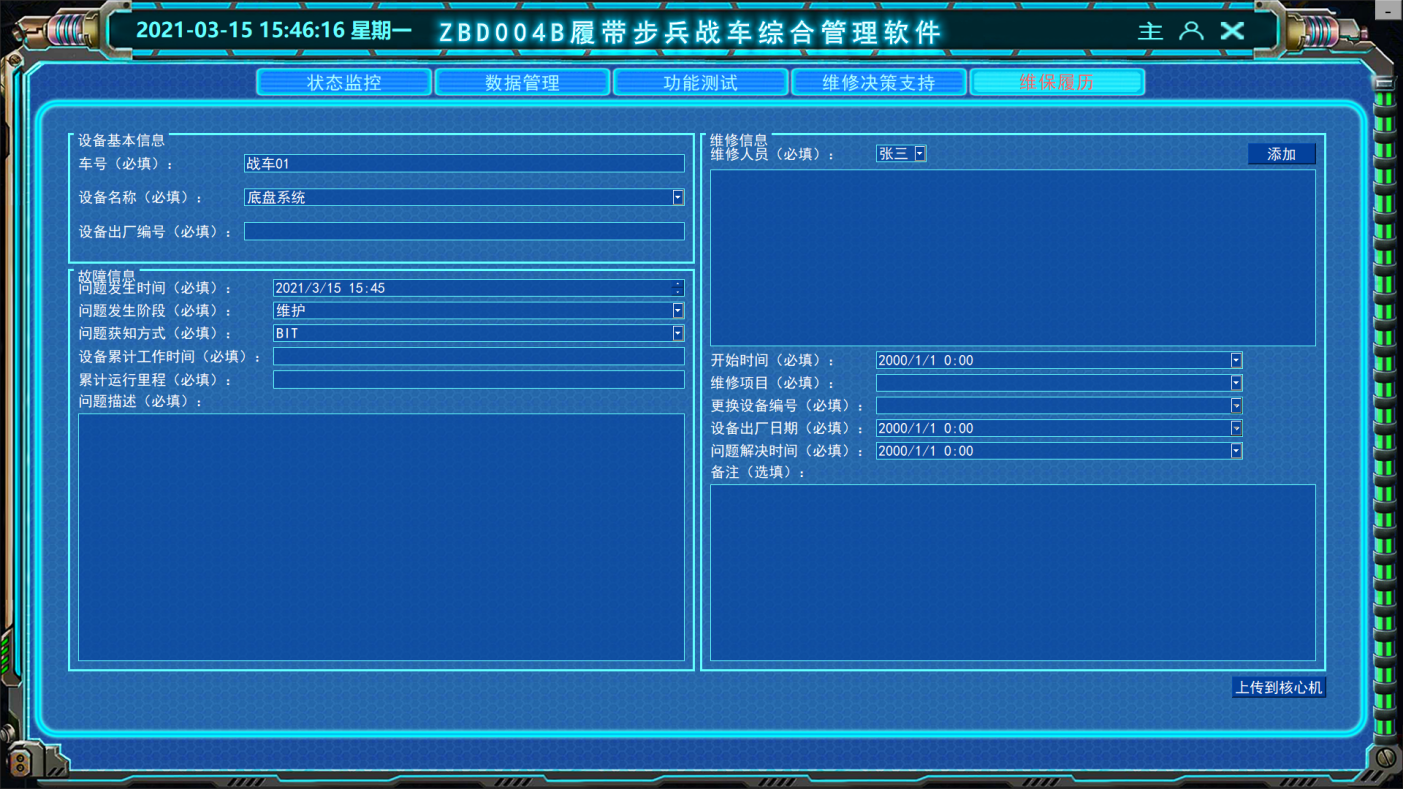 2021-03-15 15:46:16 星期一 ZBD004B履带步兵战车综合管理软件 主
状态监控 数据管理 功能测试 维修决策支持 维保履历
设备基本信息
车号（必填）： 战车01
设备名称（必填）： 底盘系统
设备出厂编号（必填）：
故障信息
问题发生时间（必填）： 2021/3/15 15:45
问题发生阶段（必填）： 维护
问题获知方式（必填）： BIT
设备累计工作时间（必填）：
累计运行里程（必填）：
问题描述（必填）：
维修信息
维修人员（必填）： 张三 添加
开始时间（必填）： 2000/1/1 0:00
维修项目（必填）：
更换设备编号（必填）：
设备出厂日期（必填）： 2000/1/1 0:00
问题解决时间（必填）： 2000/1/1 0:00
备注（选填）：
上传到核心机